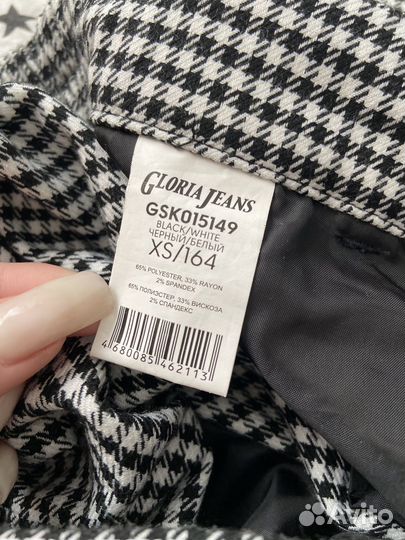 GLORIA JEANS
GSK015149
BLACK/WHITE
ЧЕРНЫЙ/БЕЛЫЙ
XS/164
65% POLYESTER, 33% RAYON
2% SPANDEX
65% ПОЛИЭСТЕР, 33% ВИСКОЗА
2% СПАНДЕКС
4680085462113
Avito